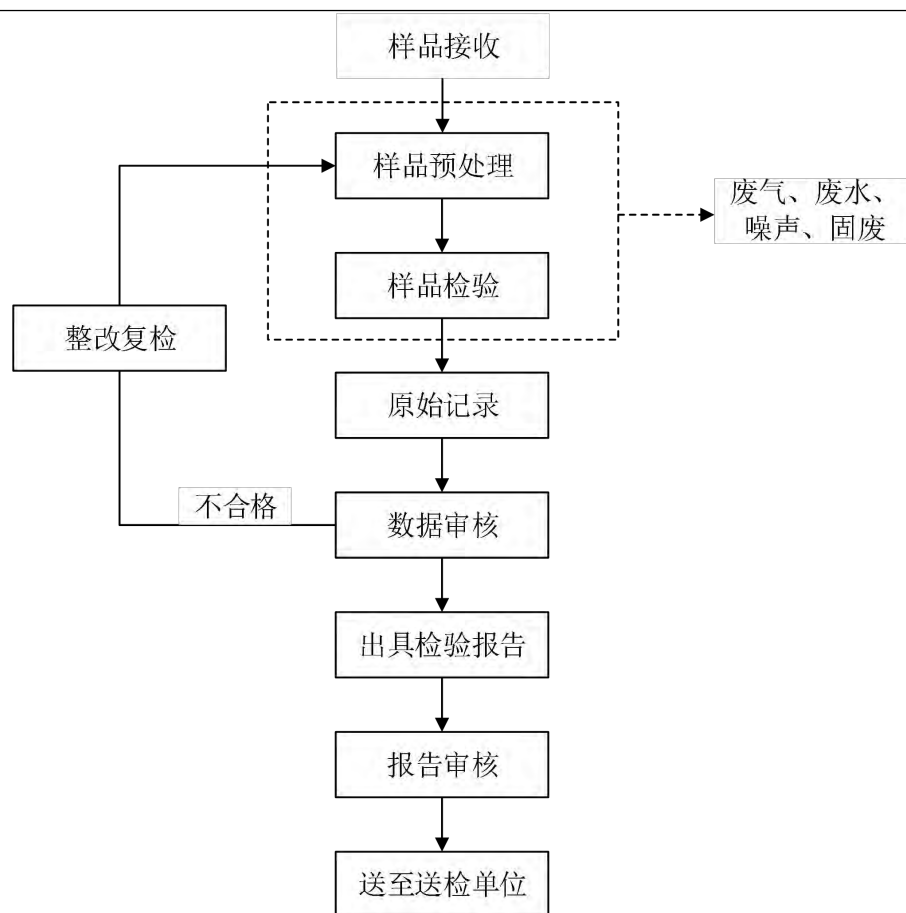 样品接收
样品预处理
废气、废水、
噪声、固废
样品检验
整改复检
原始记录
不合格
数据审核
出具检验报告
报告审核
送至送检单位